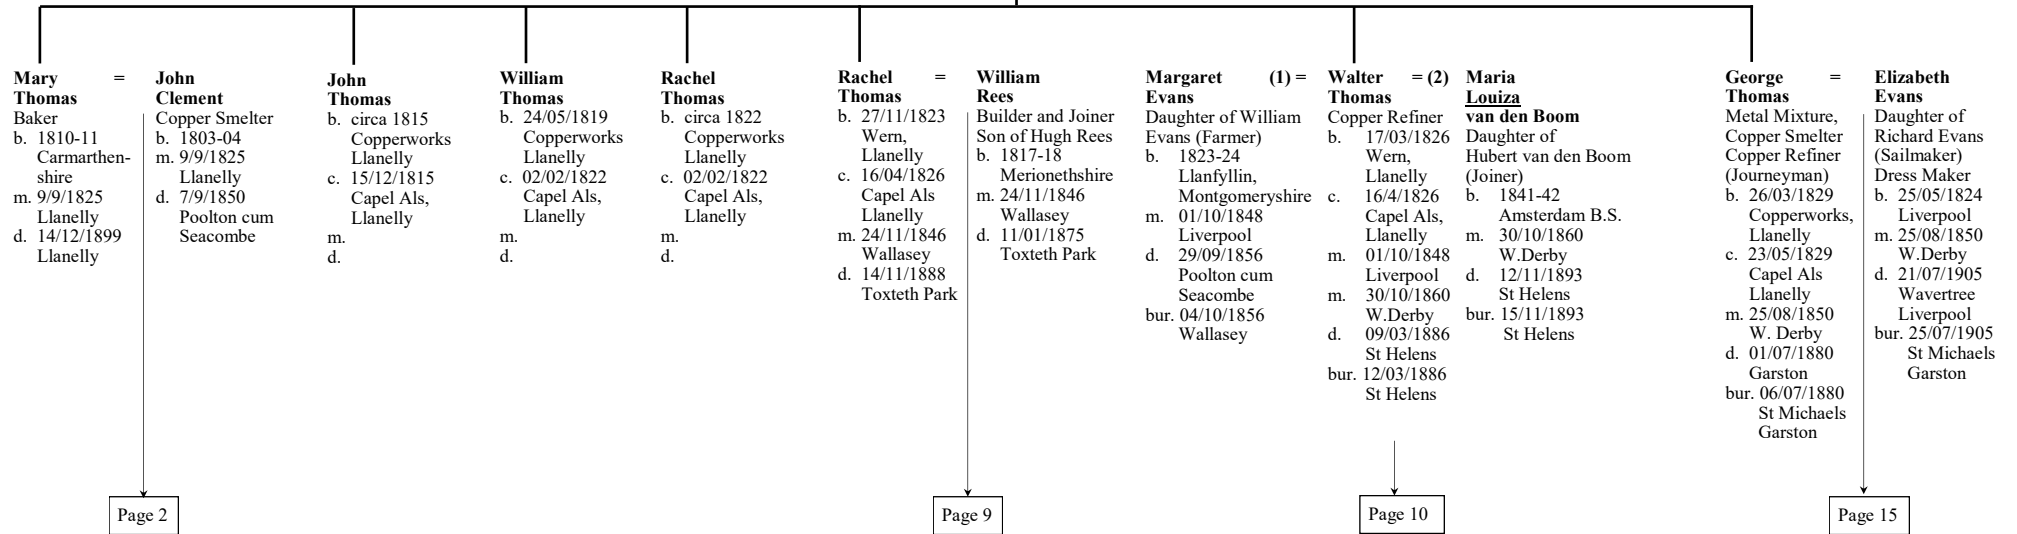 Mary =
Thomas
Baker
b. 1810-11
Carmarthen-
shire
m. 9/9/1825
Llanelly
d. 14/12/1899
Llanelly
John
Clement
Copper Smelter
b. 1803-04
m. 9/9/1825
Llanelly
d. 7/9/1850
Poolton cum
Seacombe
John
Thomas
b. circa 1815
Copperworks
Llanelly
c. 15/12/1815
Capel Als,
Llanelly
m.
d.
William
Thomas
b. 24/05/1819
Copperworks
Llanelly
c. 02/02/1822
Capel Als,
Llanelly
m.
d.
Rachel
Thomas
b. circa 1822
Copperworks
Llanelly
c. 02/02/1822
Capel Als,
Llanelly
m.
d.
Rachel =
Thomas
b. 27/11/1823
Wern,
Llanelly
c. 16/04/1826
Capel Als
Llanelly
m. 24/11/1846
Wallasey
d. 14/11/1888
Toxteth Park
William
Rees
Builder and Joiner
Son of Hugh Rees
b. 1817-18
Merionethshire
m. 24/11/1846
Wallasey
d. 11/01/1875
Toxteth Park
Margaret (1) =
Evans
Daughter of William
Evans (Farmer)
b. 1823-24
Llanfyllin,
Montgomeryshire
m. 01/10/1848
Liverpool
d. 29/09/1856
Poolton cum
Seacombe
bur. 04/10/1856
Wallasey
Walter = (2)
Thomas
Copper Refiner
b. 17/03/1826
Wern,
Llanelly
c. 16/4/1826
Capel Als,
Llanelly
m. 01/10/1848
Liverpool
m. 30/10/1860
W.Derby
d. 09/03/1886
St Helens
bur. 12/03/1886
St Helens
Maria
Louiza
van den Boom
Daughter of
Hubert van den Boom
(Joiner)
b. 1841-42
Amsterdam B.S.
m. 30/10/1860
W.Derby
d. 12/11/1893
St Helens
bur. 15/11/1893
St Helens
George =
Thomas
Metal Mixture,
Copper Smelter
Copper Refiner
(Journeyman)
b. 26/03/1829
Copperworks,
Llanelly
c. 23/05/1829
Capel Als
Llanelly
m. 25/08/1850
W. Derby
d. 01/07/1880
Garston
bur. 06/07/1880
St Michaels
Garston
Elizabeth
Evans
Daughter of
Richard Evans
(Sailmaker)
Dress Maker
b. 25/05/1824
Liverpool
m. 25/08/1850
W.Derby
d. 21/07/1905
Wavertree
Liverpool
bur. 25/07/1905
St Michaels
Garston
Page 2
Page 9
Page 10
Page 15